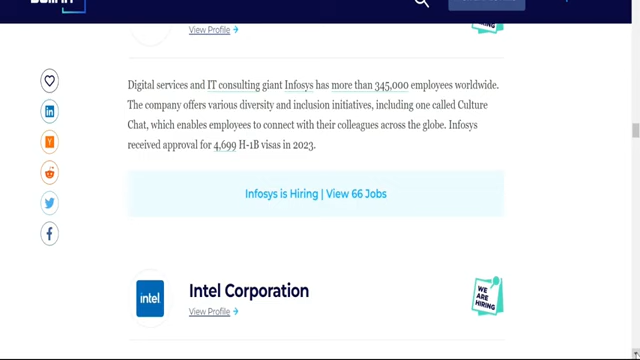 View Profile
Digital services and IT consulting giant Infosys has more than 345,000 employees worldwide.
The company offers various diversity and inclusion initiatives, including one called Culture
Chat, which enables employees to connect with their colleagues across the globe. Infosys
received approval for 4,699 H-1B visas in 2023.
Infosys is Hiring | View 66 Jobs
intel
Intel Corporation
WE
ARE
HIRING
View Profile